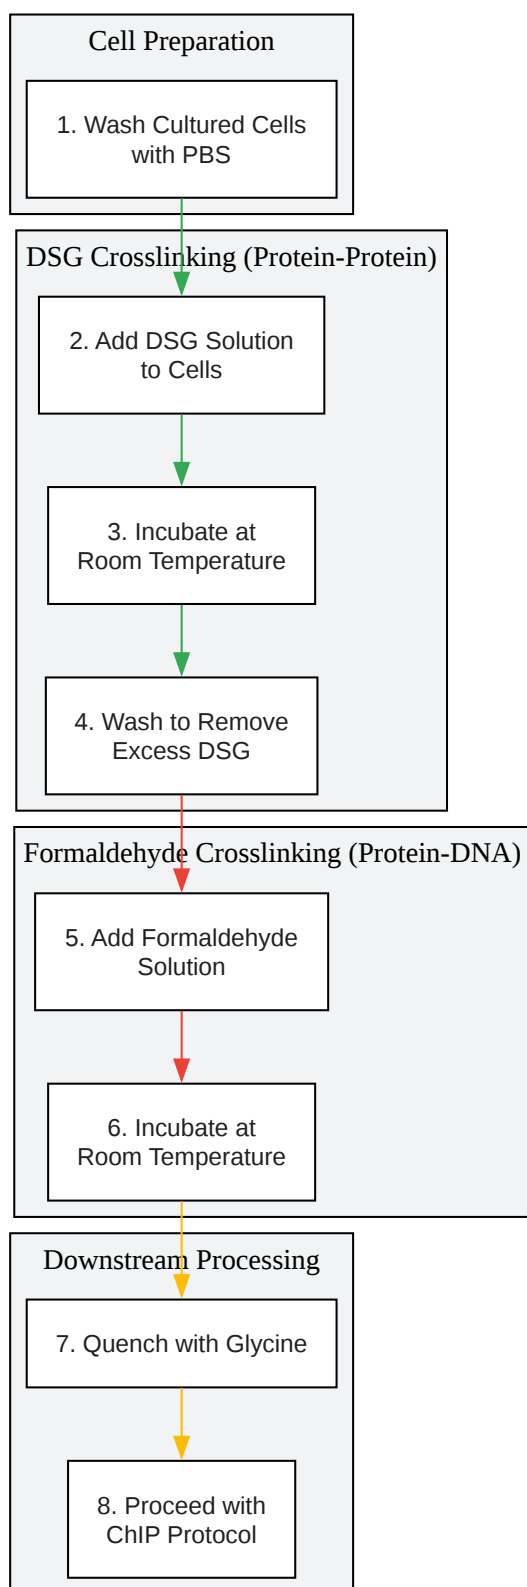 Cell Preparation
1. Wash Cultured Cells
with PBS
DSG Crosslinking (Protein-Protein)
2. Add DSG Solution
to Cells
3. Incubate at
Room Temperature
4. Wash to Remove
Excess DSG
Formaldehyde Crosslinking (Protein-DNA)
5. Add Formaldehyde
Solution
6. Incubate at
Room Temperature
Downstream Processing
7. Quench with Glycine
8. Proceed with
ChIP Protocol